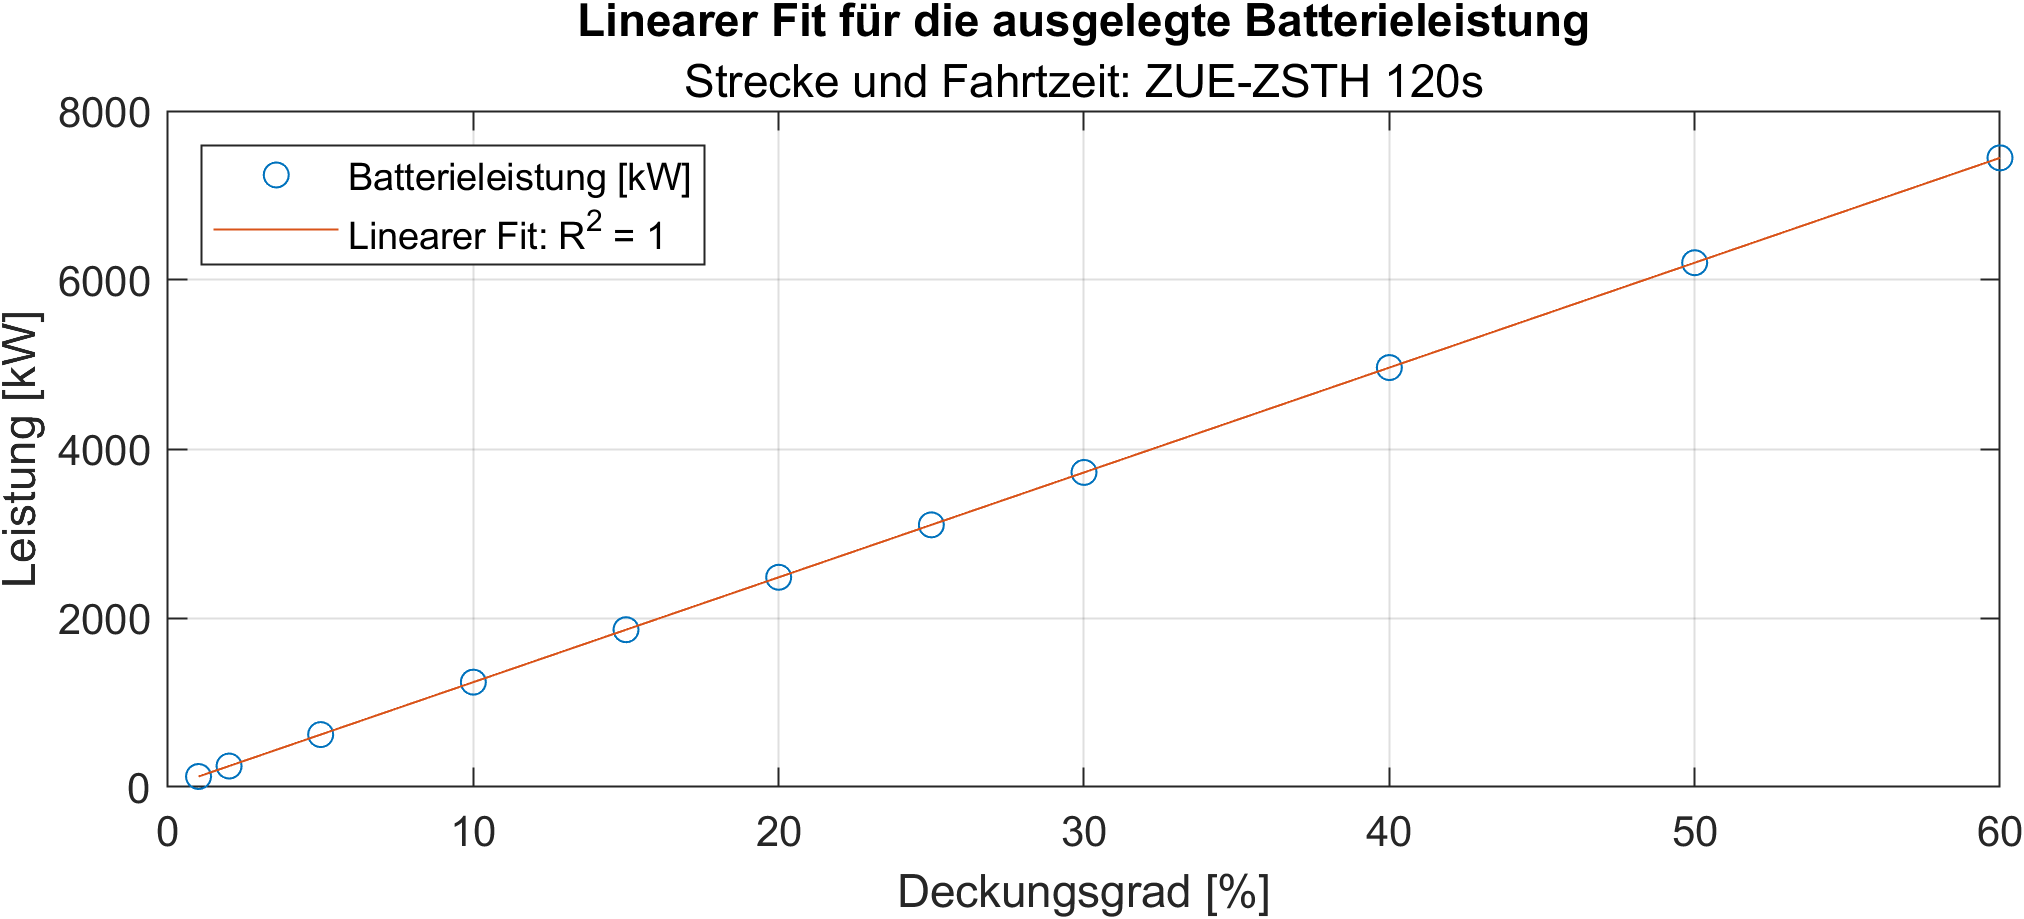 Linearer Fit für die ausgelegte Batterieleistung
Strecke und Fahrtzeit: ZUE-ZSTH 120s
8000
6000
4000
2000
0
Leistung [kW]
Batterieleistung [kW]
Linearer Fit: R² = 1
0 10 20 30 40 50 60
Deckungsgrad [%]